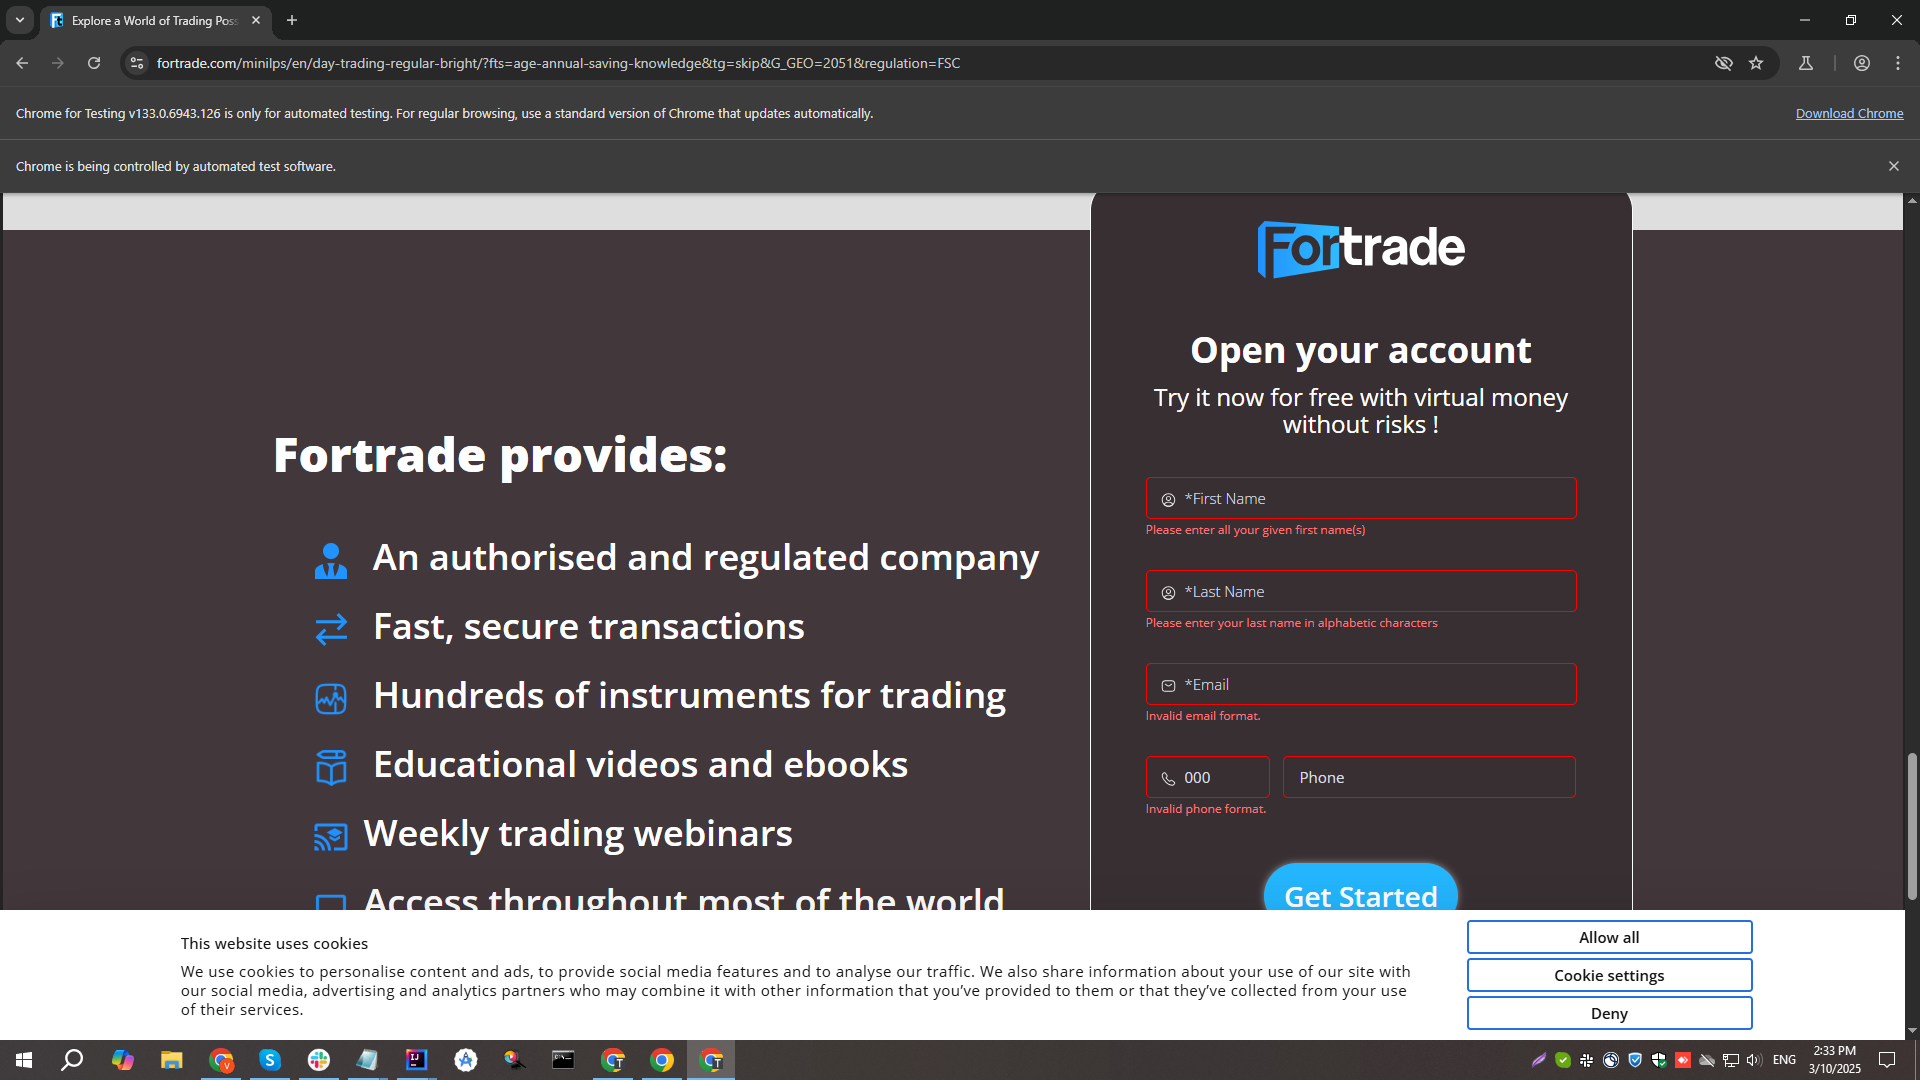 Explore a World of Trading Poss
fortrade.com/minilps/en/day-trading-regular-bright/?fts=age-annual-saving-knowledge&tg=skip&G_GEO=2051&regulation=FSC
Chrome for Testing v133.0.6943.126 is only for automated testing. For regular browsing, use a standard version of Chrome that updates automatically.
Download Chrome
Chrome is being controlled by automated test software.
Fortrade
Open your account
Try it now for free with virtual money
without risks !
Fortrade provides:
An authorised and regulated company
Fast, secure transactions
Hundreds of instruments for trading
Educational videos and ebooks
Weekly trading webinars
Access throughout most of the world
*First Name
Please enter all your given first name(s)
*Last Name
Please enter your last name in alphabetic characters
*Email
Invalid email format.
000
Phone
Invalid phone format.
Get Started
This website uses cookies
We use cookies to personalise content and ads, to provide social media features and to analyse our traffic. We also share information about your use of our site with
our social media, advertising and analytics partners who may combine it with other information that you've provided to them or that they've collected from your use
of their services.
Allow all
Cookie settings
Deny
ENG
2:33 PM
3/10/2025